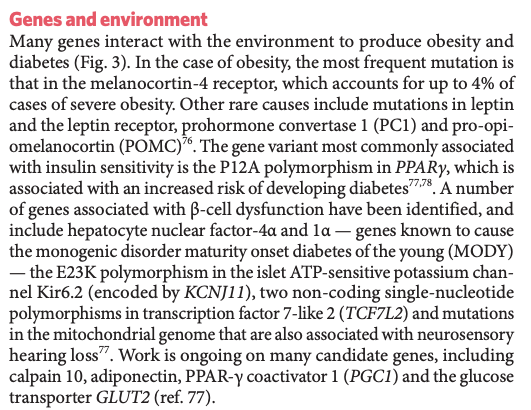 Genes and environment
Many genes interact with the environment to produce obesity and
diabetes (Fig. 3). In the case of obesity, the most frequent mutation is
that in the melanocortin-4 receptor, which accounts for up to 4% of
cases of severe obesity. Other rare causes include mutations in leptin
and the leptin receptor, prohormone convertase 1 (PC1) and pro-opi-
omelanocortin (POMC)76. The gene variant most commonly associated
with insulin sensitivity is the P12A polymorphism in PPARγ, which is
associated with an increased risk of developing diabetes77,78. A number
of genes associated with β-cell dysfunction have been identified, and
include hepatocyte nuclear factor-4α and 1α — genes known to cause
the monogenic disorder maturity onset diabetes of the young (MODY)
— the E23K polymorphism in the islet ATP-sensitive potassium chan-
nel Kir6.2 (encoded by KCNJ11), two non-coding single-nucleotide
polymorphisms in transcription factor 7-like 2 (TCF7L2) and mutations
in the mitochondrial genome that are also associated with neurosensory
hearing loss77. Work is ongoing on many candidate genes, including
calpain 10, adiponectin, PPAR-γ coactivator 1 (PGC1) and the glucose
transporter GLUT2 (ref. 77).